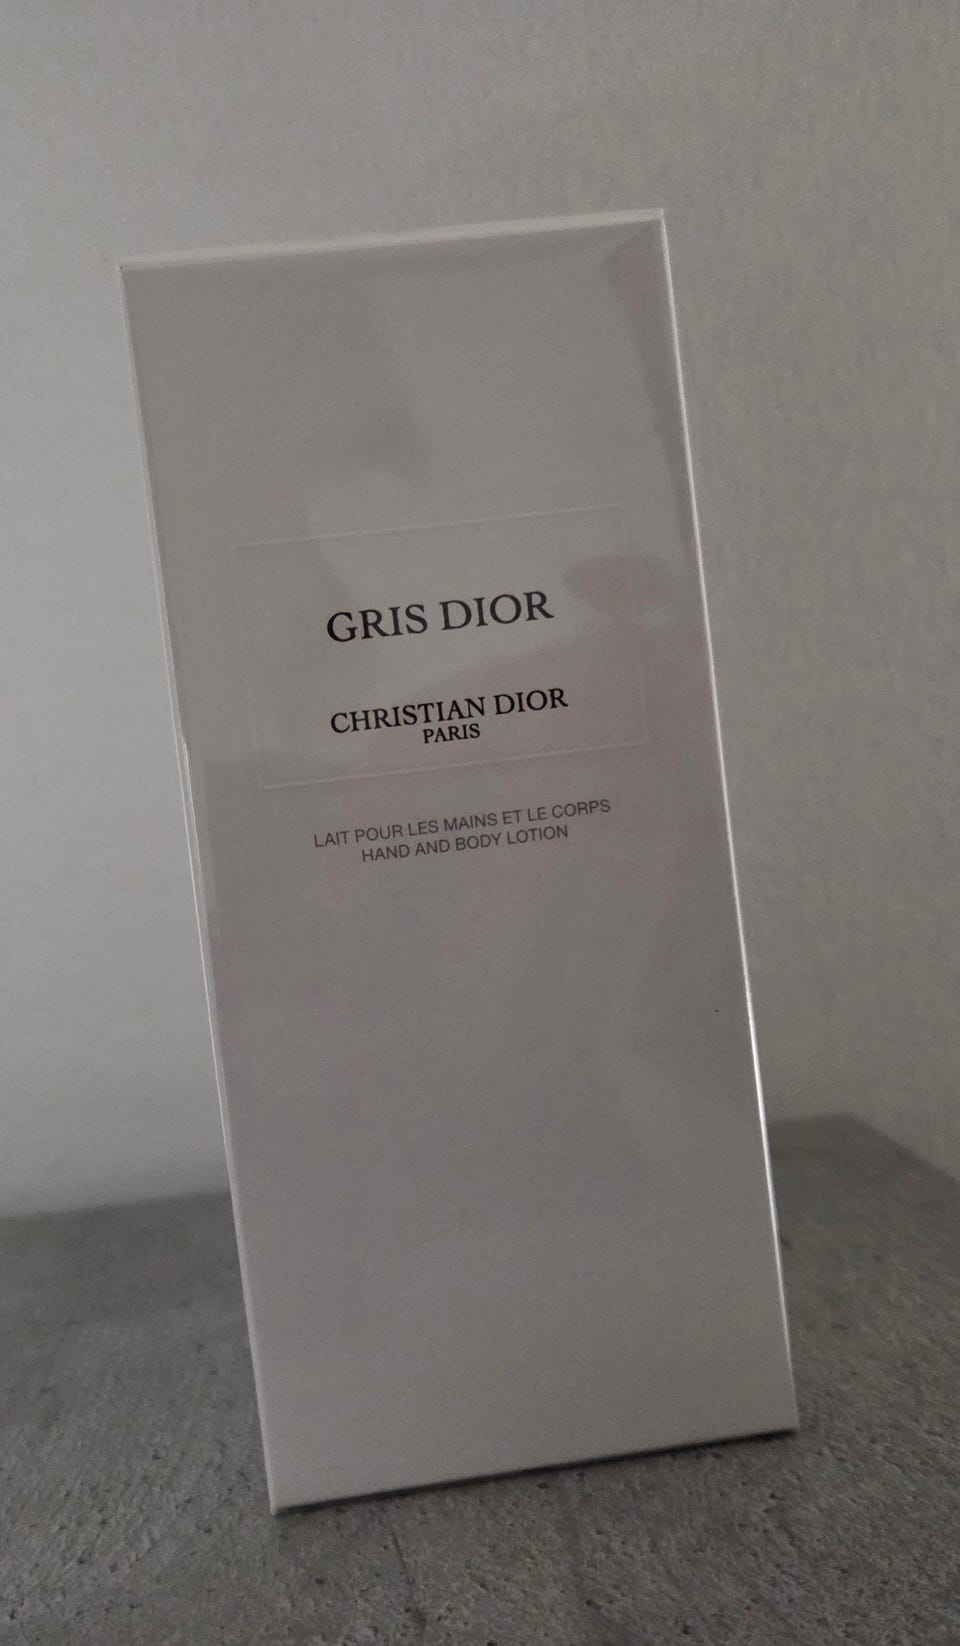 GRIS DIOR
CHRISTIAN DIOR
PARIS
LAIT POUR LES MAINS ET LE CORPS
HAND AND BODY LOTION